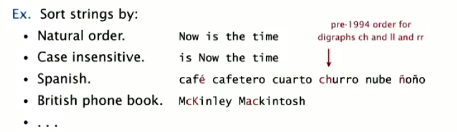 Ex. Sort strings by:
pre-1994 order for
digraphs ch and ll and rr
• Natural order. Now is the time
• Case insensitive. is Now the time
• Spanish. café cafetero cuarto churro nube ñoño
• British phone book. McKinley Mackintosh
• . . .